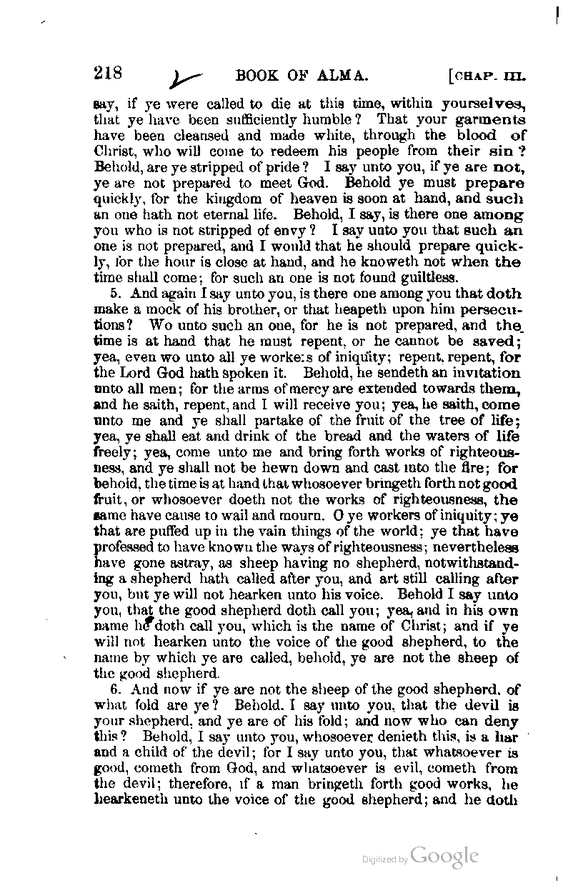 218 BOOK OF ALMA. [CHAP. III.
say, if ye were called to die at this time, within yourselves,
that ye have been sufficiently humble? That your garments
have been cleansed and made white, through the blood of
Christ, who will come to redeem his people from their sin?
Behold, are ye stripped of pride? I say unto you, if ye are not,
ye are not prepared to meet God. Behold ye must prepare
quickly, for the kingdom of heaven is soon at hand, and such
an one hath not eternal life. Behold, I say, is there one among
you who is not stripped of envy? I say unto you that such an
one is not prepared, and I would that he should prepare quick-
ly, for the hour is close at hand, and he knoweth not when the
time shall come; for such an one is not found guiltless.
5. And again I say unto you, is there one among you that doth
make a mock of his brother, or that heapeth upon him persecu-
tions? Wo unto such an one, for he is not prepared, and the
time is at hand that he must repent, or he cannot be saved;
yea, even wo unto all ye workers of iniquity; repent, repent, for
the Lord God hath spoken it. Behold, he sendeth an invitation
unto all men; for the arms of mercy are extended towards them,
and he saith, repent, and I will receive you; yea, he saith, come
unto me and ye shall partake of the fruit of the tree of life;
yea, ye shall eat and drink of the bread and the waters of life
freely; yea, come unto me and bring forth works of righteous-
ness, and ye shall not be hewn down and cast into the fire; for
behold, the time is at hand that whosoever bringeth forth not good
fruit, or whosoever doeth not the works of righteousness, the
same have cause to wail and mourn. O ye workers of iniquity; ye
that are puffed up in the vain things of the world; ye that have
professed to have known the ways of righteousness; nevertheless
have gone astray, as sheep having no shepherd, notwithstand-
ing a shepherd hath called after you, and art still calling after
you, but ye will not hearken unto his voice. Behold I say unto
you, that the good shepherd doth call you; yea, and in his own
name he doth call you, which is the name of Christ; and if ye
will not hearken unto the voice of the good shepherd, to the
name by which ye are called, behold, ye are not the sheep of
the good shepherd.
6. And now if ye are not the sheep of the good shepherd, of
what fold are ye? Behold, I say unto you, that the devil is
your shepherd, and ye are of his fold; and now who can deny
this? Behold, I say unto you, whosoever denieth this, is a liar
and a child of the devil; for I say unto you, that whatsoever is
good, cometh from God, and whatsoever is evil, cometh from
the devil; therefore, if a man bringeth forth good works, he
hearkeneth unto the voice of the good shepherd; and he doth
Digitized by Google